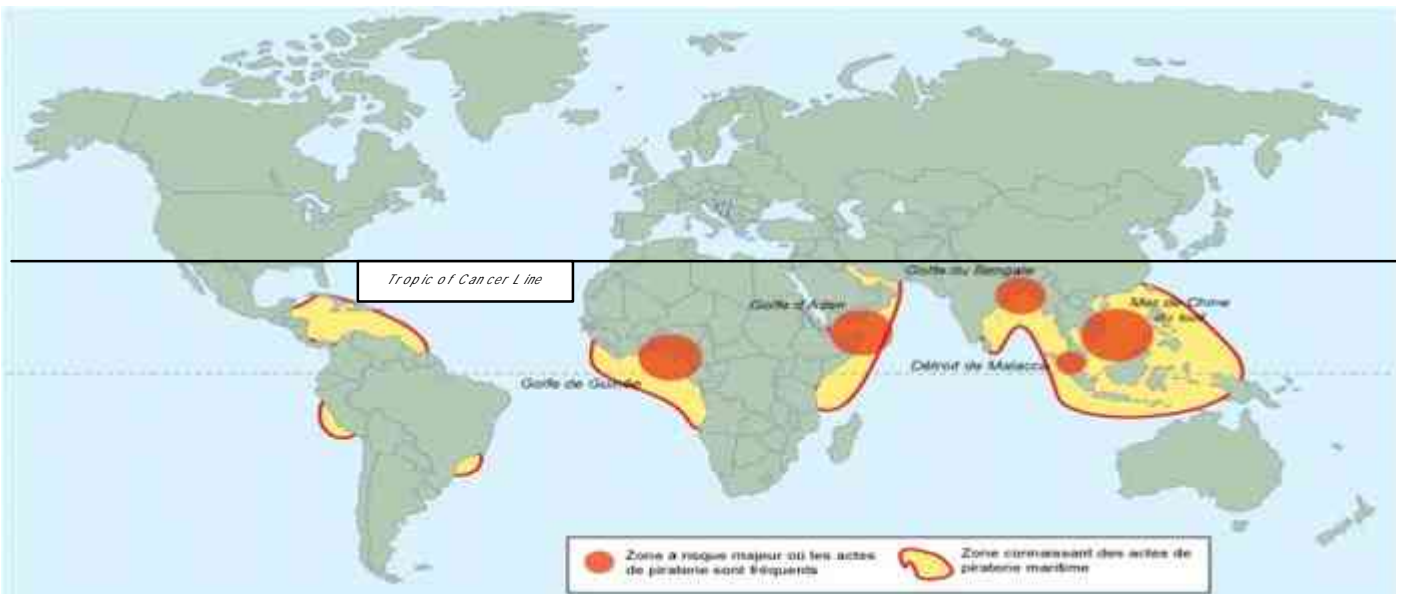 Tropic of Cancer Line
Golfe du Bengale
Golfe d'Aden
Mer de Chine
du sud
Détroit de Malacca
Golfe de Guinée
Zone à risque majeur où les actes
de piraterie sont fréquents
Zone connaissant des actes de
piraterie maritime